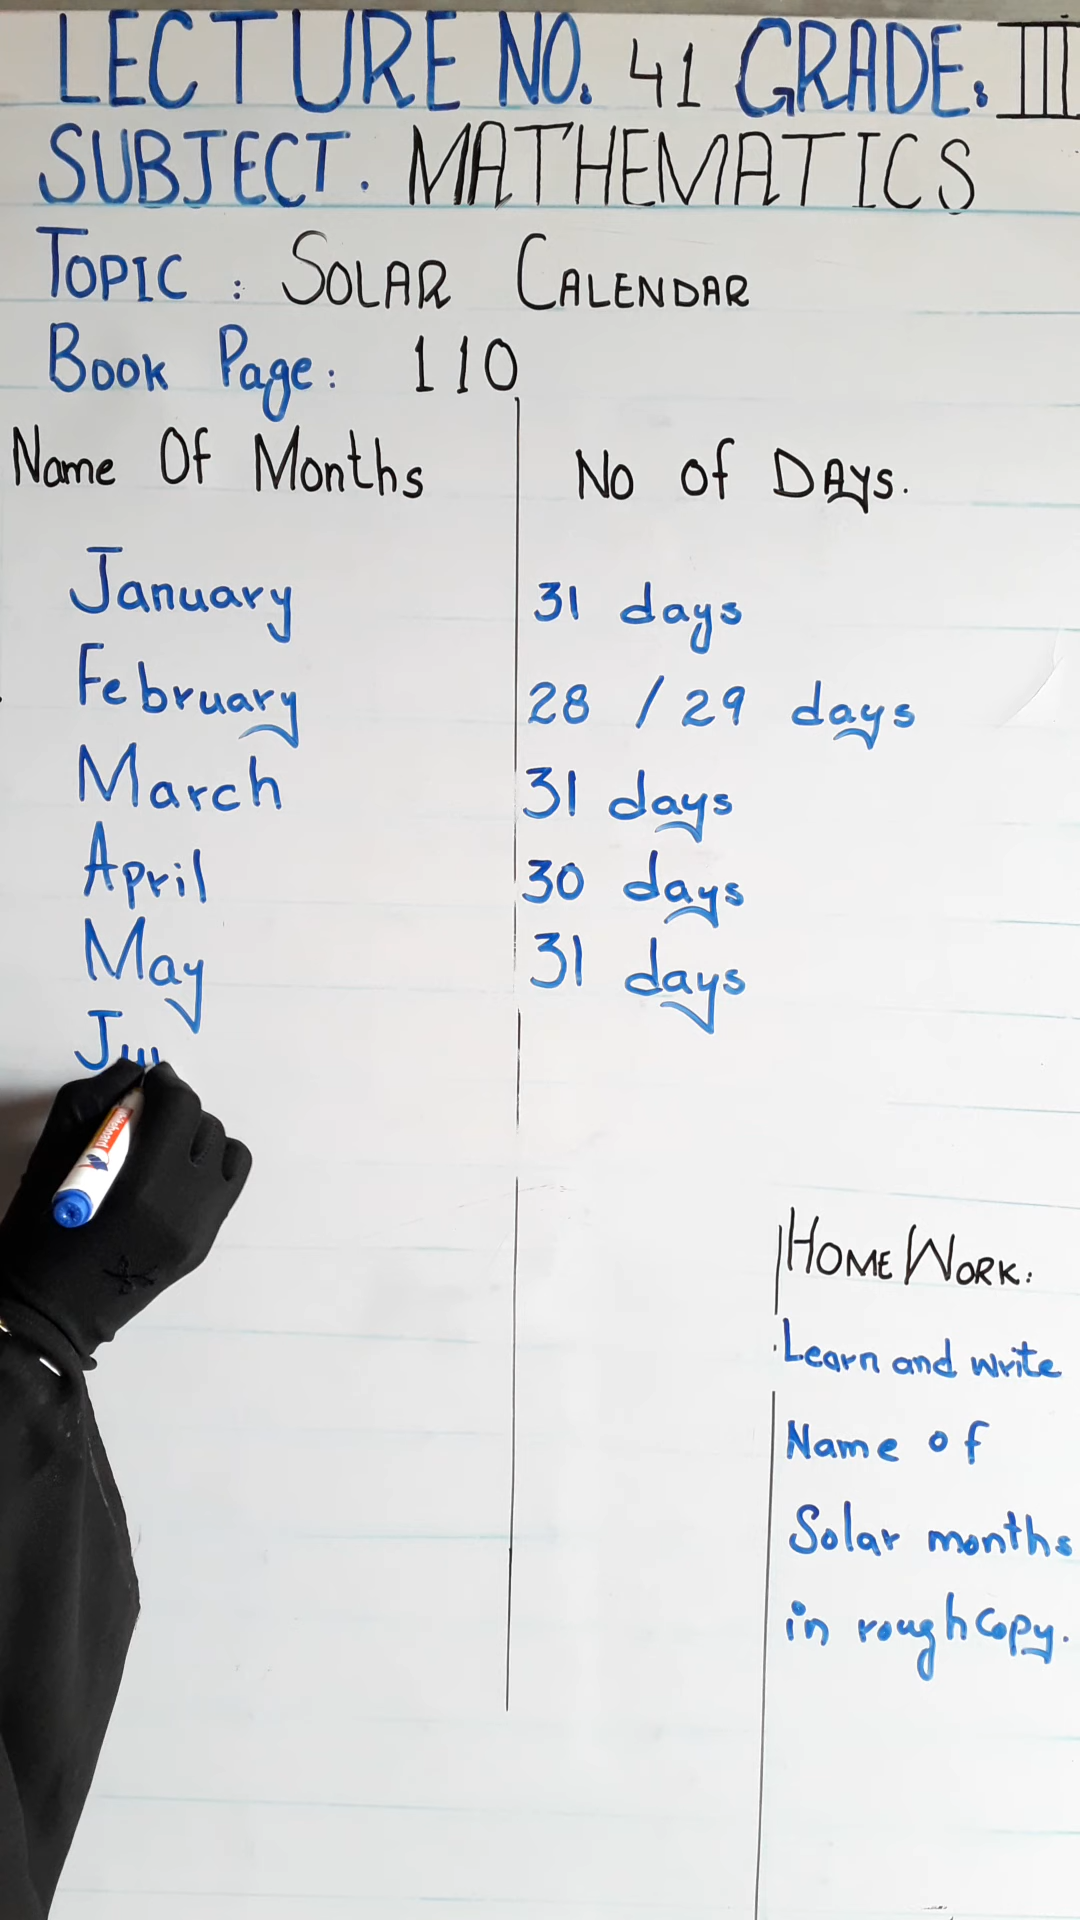 LECTURE NO. 41 GRADE: III
SUBJECT. MATHEMATICS
TOPIC : SOLAR CALENDAR
BOOK Page: 110
Name Of Months No of DAys.
January 31 days
February 28 / 29 days
March 31 days
April 30 days
May 31 days
HOME WORK:
Learn and write
Name of
Solar months
in rough copy.